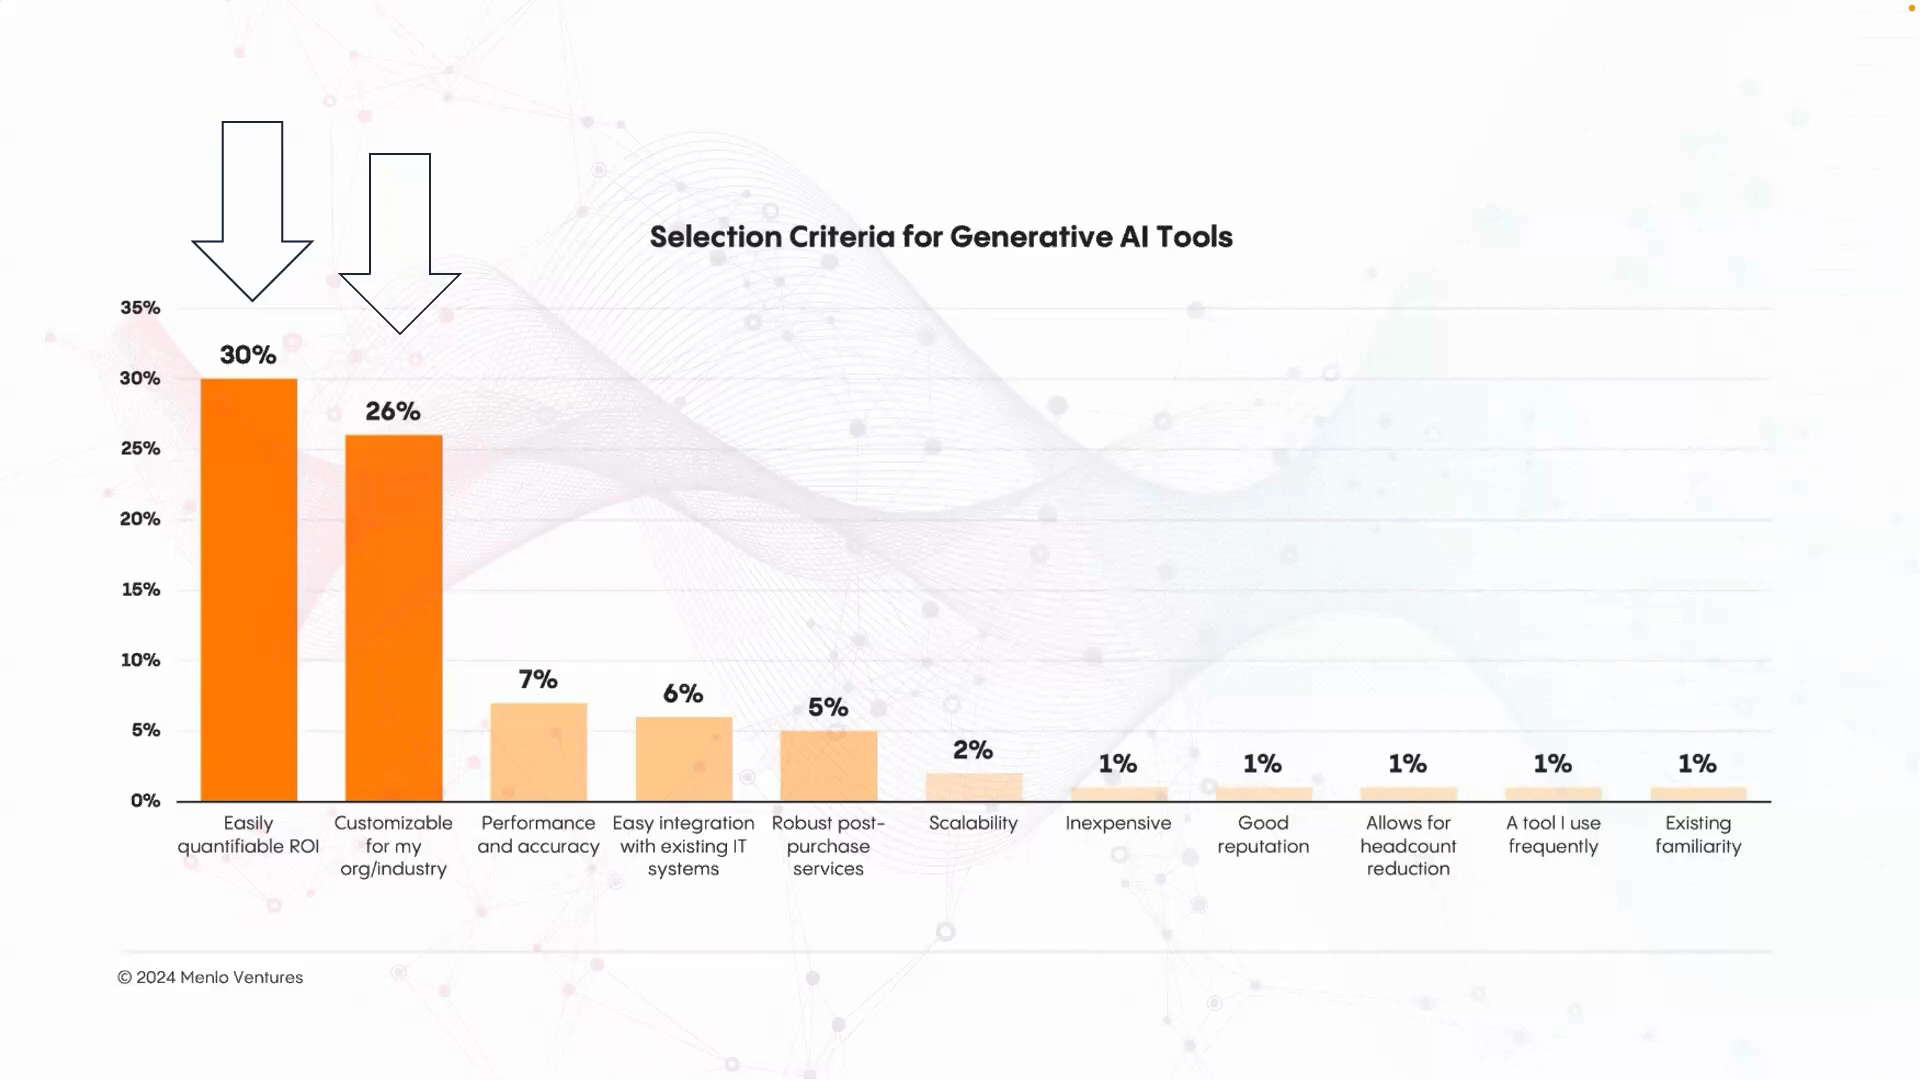 Selection Criteria for Generative AI Tools
35%
30%
25%
20%
15%
10%
5%
0%
30%
26%
7%
6%
5%
2%
1%
1%
1%
1%
1%
Easily
quantifiable ROI
Customizable
for my
org/industry
Performance
and accuracy
Easy integration
with existing IT
systems
Robust post-
purchase
services
Scalability
Inexpensive
Good
reputation
Allows for
headcount
reduction
A tool I use
frequently
Existing
familiarity
© 2024 Menlo Ventures